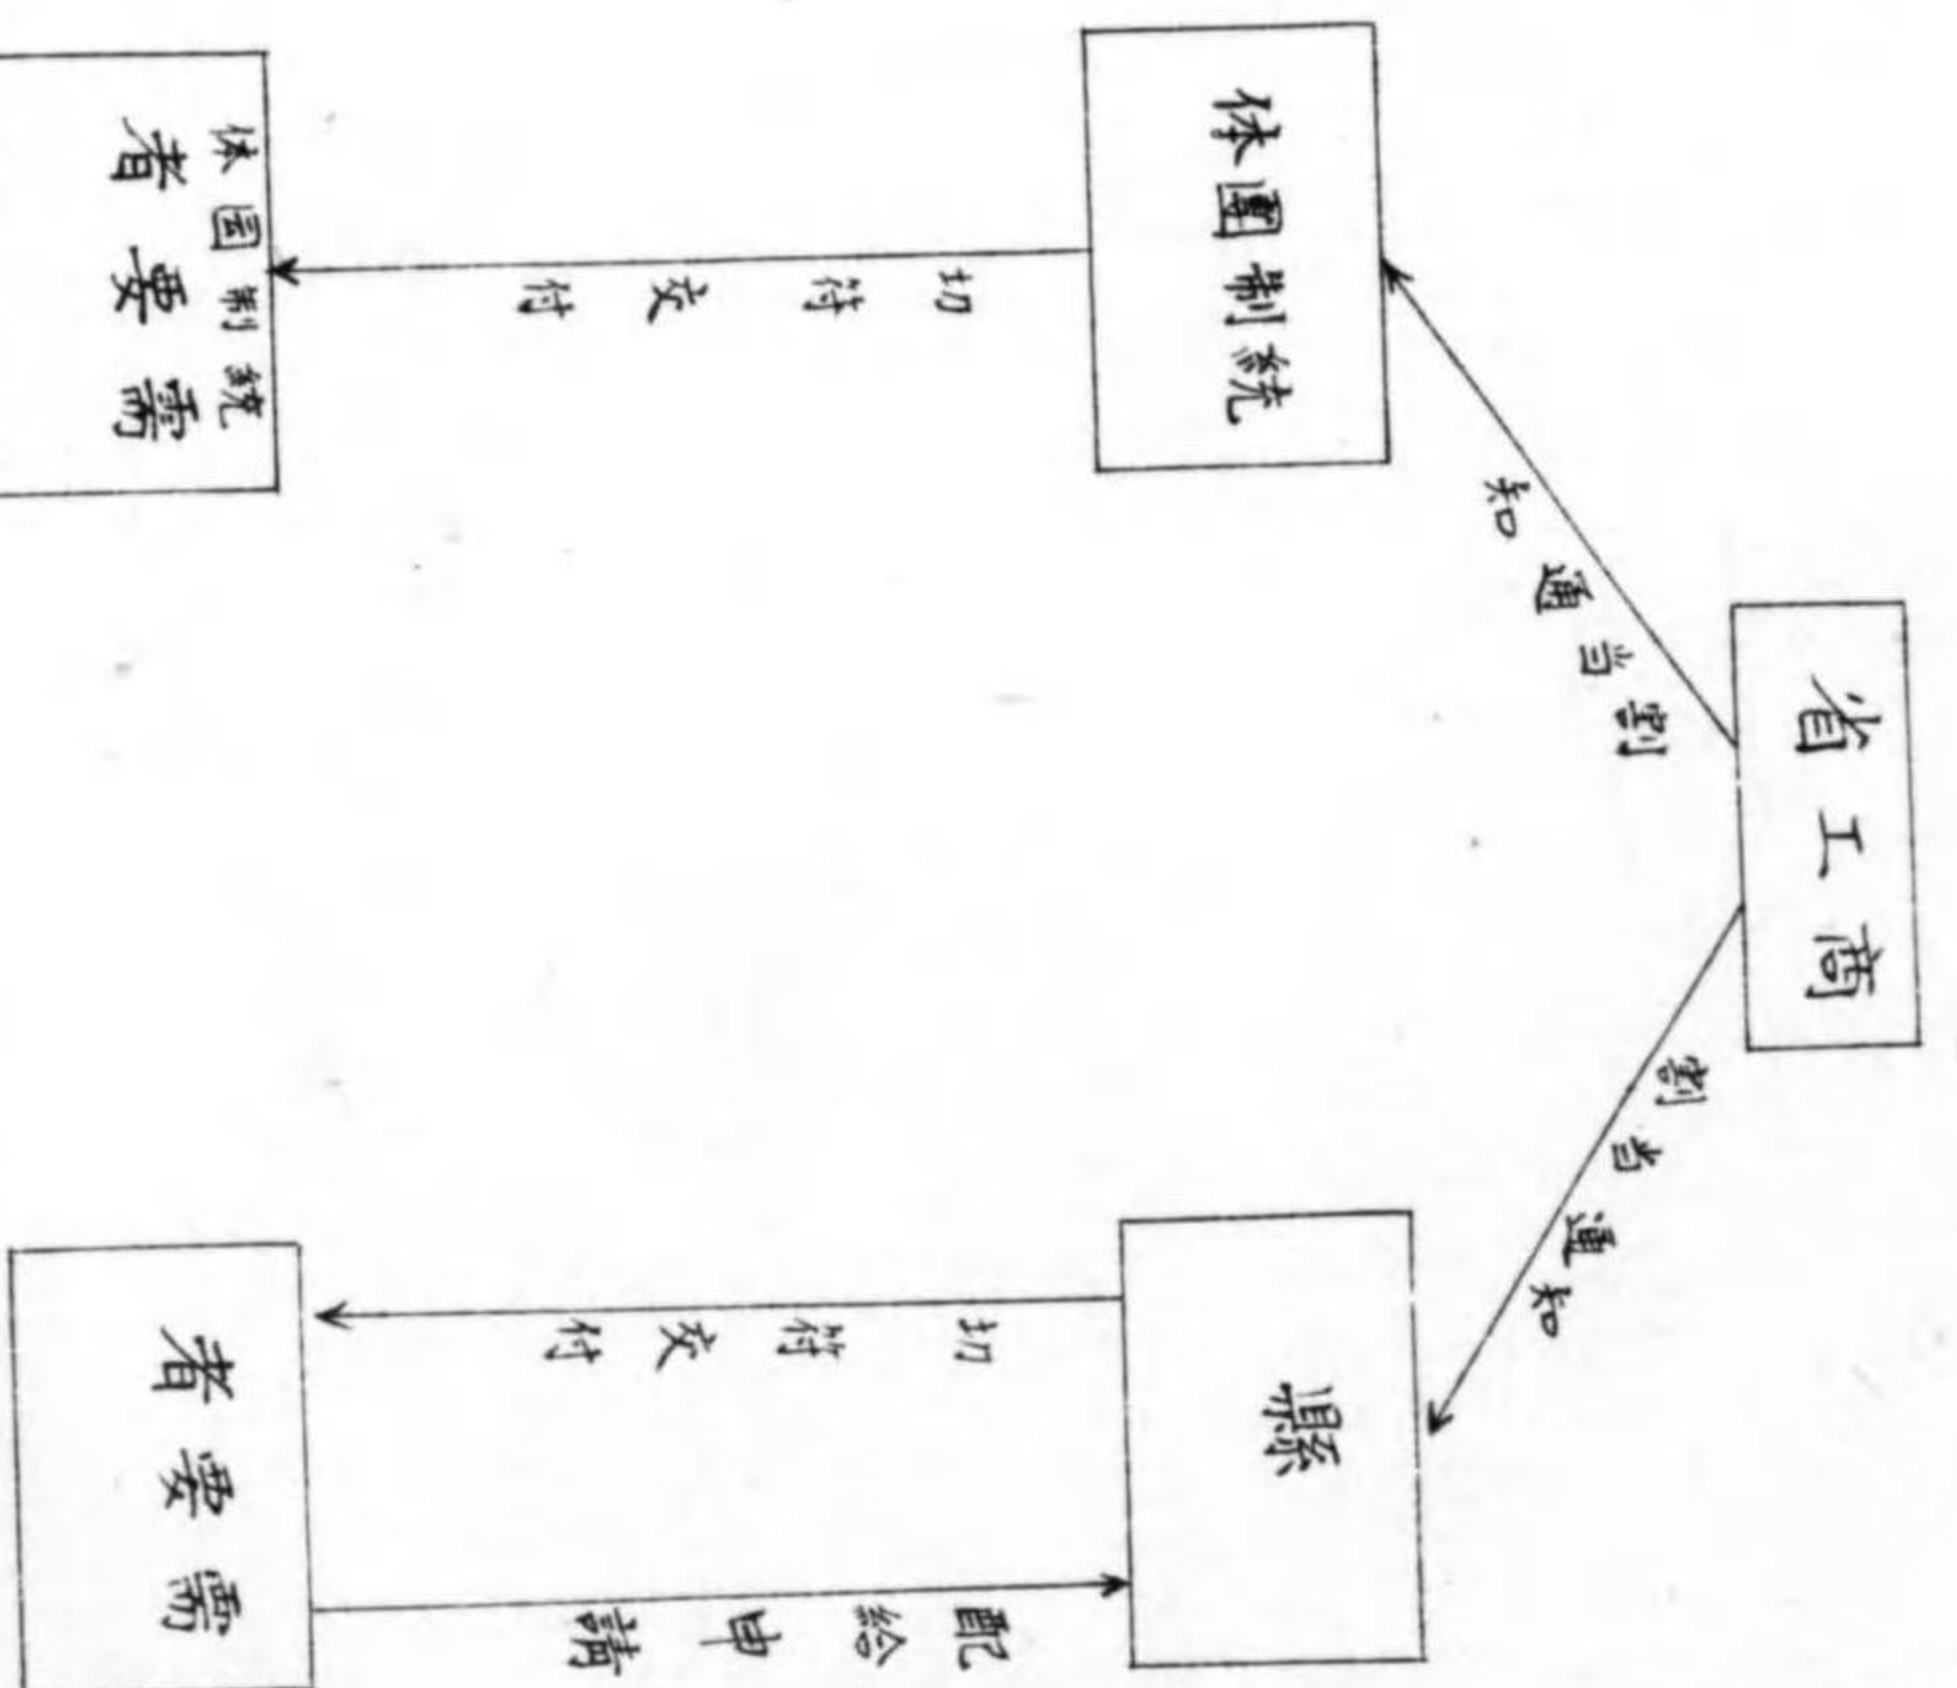 商工省
割当通知
割当通知
縣
統制團体
切符交付
配給申請
切符交付
需要者
統制団体
需要者